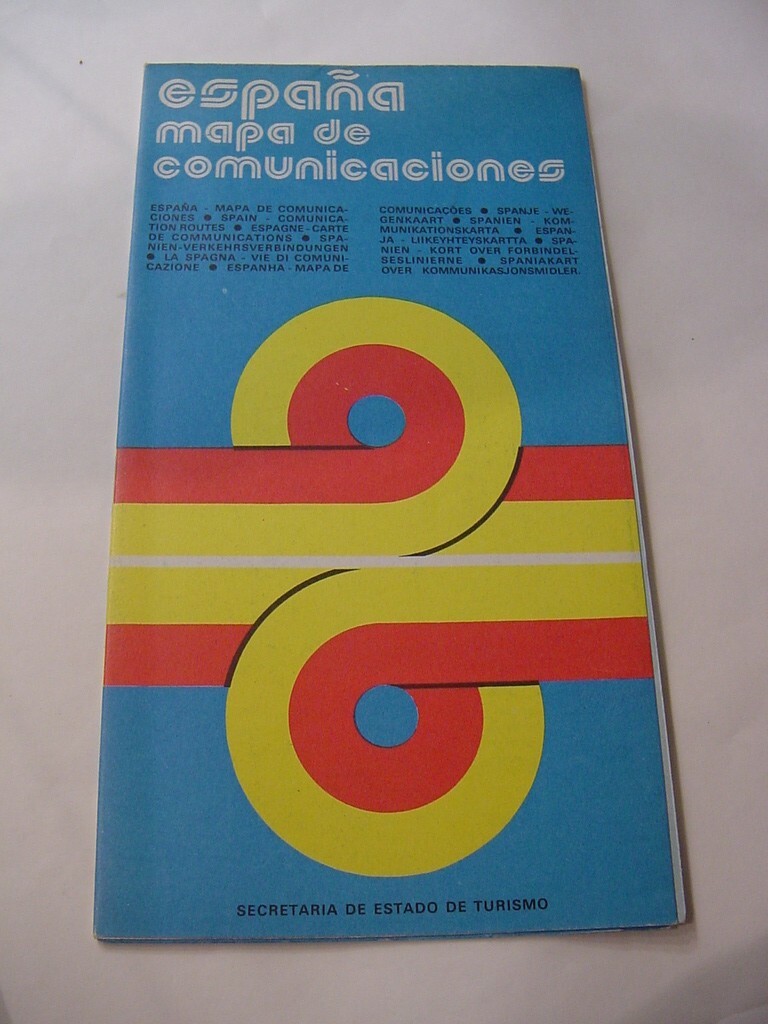 españa
mapa de
comunicaciones
ESPAÑA - MAPA DE COMUNICA-
CIONES ● SPAIN - COMUNICA-
TION ROUTES ● ESPAGNE - CARTE
DE COMMUNICATIONS ● SPA-
NIEN - VERKEHRSVERBINDUNGEN
● LA SPAGNA - VIE DI COMUNI-
CAZIONE ● ESPANHA - MAPA DE
COMUNICAÇÕES ● SPANJE - WE-
GENKAART ● SPANIEN - KOM-
MUNIKATIONSKARTA ● ESPAN-
JA - LIIKEYHTEYSKARTTA ● SPA-
NIEN - KORT OVER FORBINDEL-
SESLINIERNE ● SPANIAKART
OVER KOMMUNIKASJONSMIDLER.
SECRETARIA DE ESTADO DE TURISMO